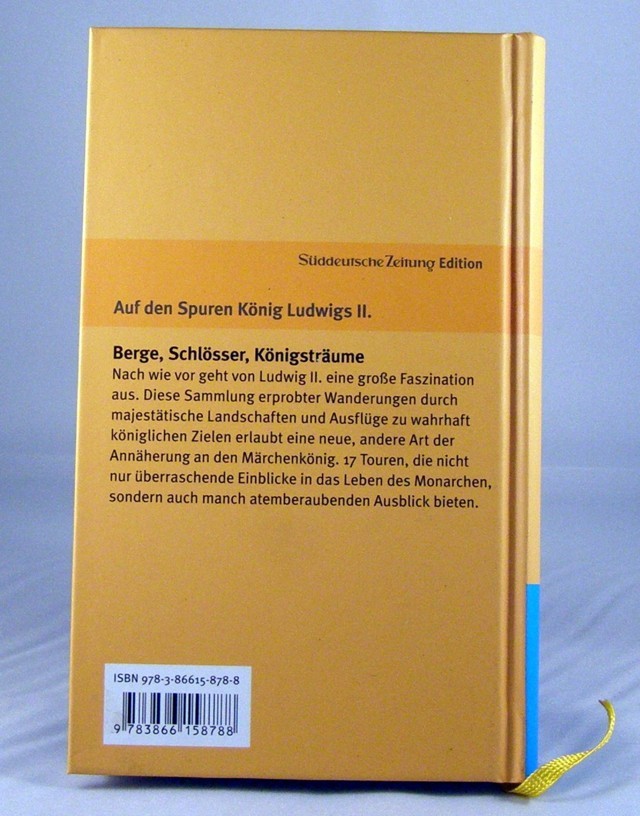 Süddeutsche Zeitung Edition
Auf den Spuren König Ludwigs II.
Berge, Schlösser, Königsträume
Nach wie vor geht von Ludwig II. eine große Faszination
aus. Diese Sammlung erprobter Wanderungen durch
majestätische Landschaften und Ausflüge zu wahrhaft
königlichen Zielen erlaubt eine neue, andere Art der
Annäherung an den Märchenkönig. 17 Touren, die nicht
nur überraschende Einblicke in das Leben des Monarchen,
sondern auch manch atemberaubenden Ausblick bieten.
ISBN 978-3-86615-878-8
9 783866 158788